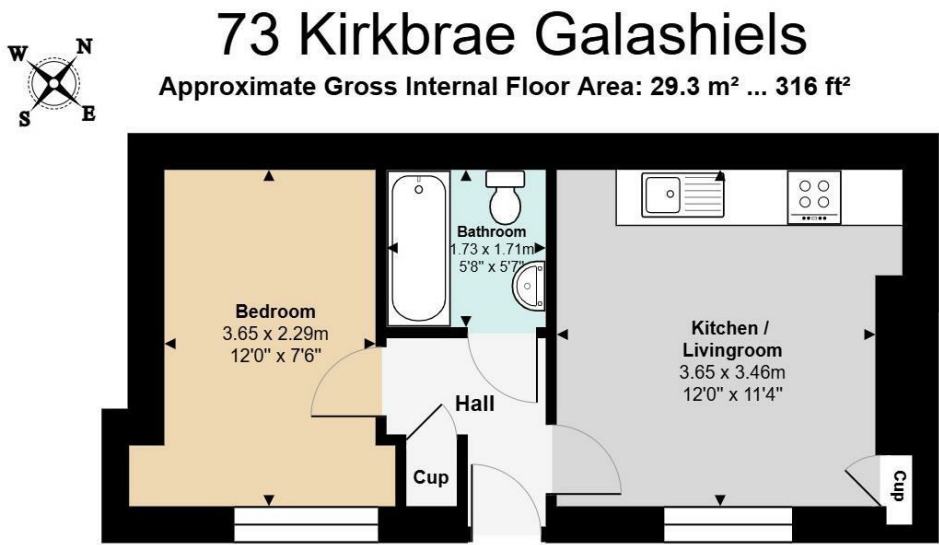 73 Kirkbrae Galashiels
Approximate Gross Internal Floor Area: 29.3 m² ... 316 ft²
W N
S E
Bathroom
1.73 x 1.71m
5'8" x 5'7"
Bedroom
3.65 x 2.29m
12'0" x 7'6"
Kitchen /
Livingroom
3.65 x 3.46m
12'0" x 11'4"
Hall
Cup
Cup